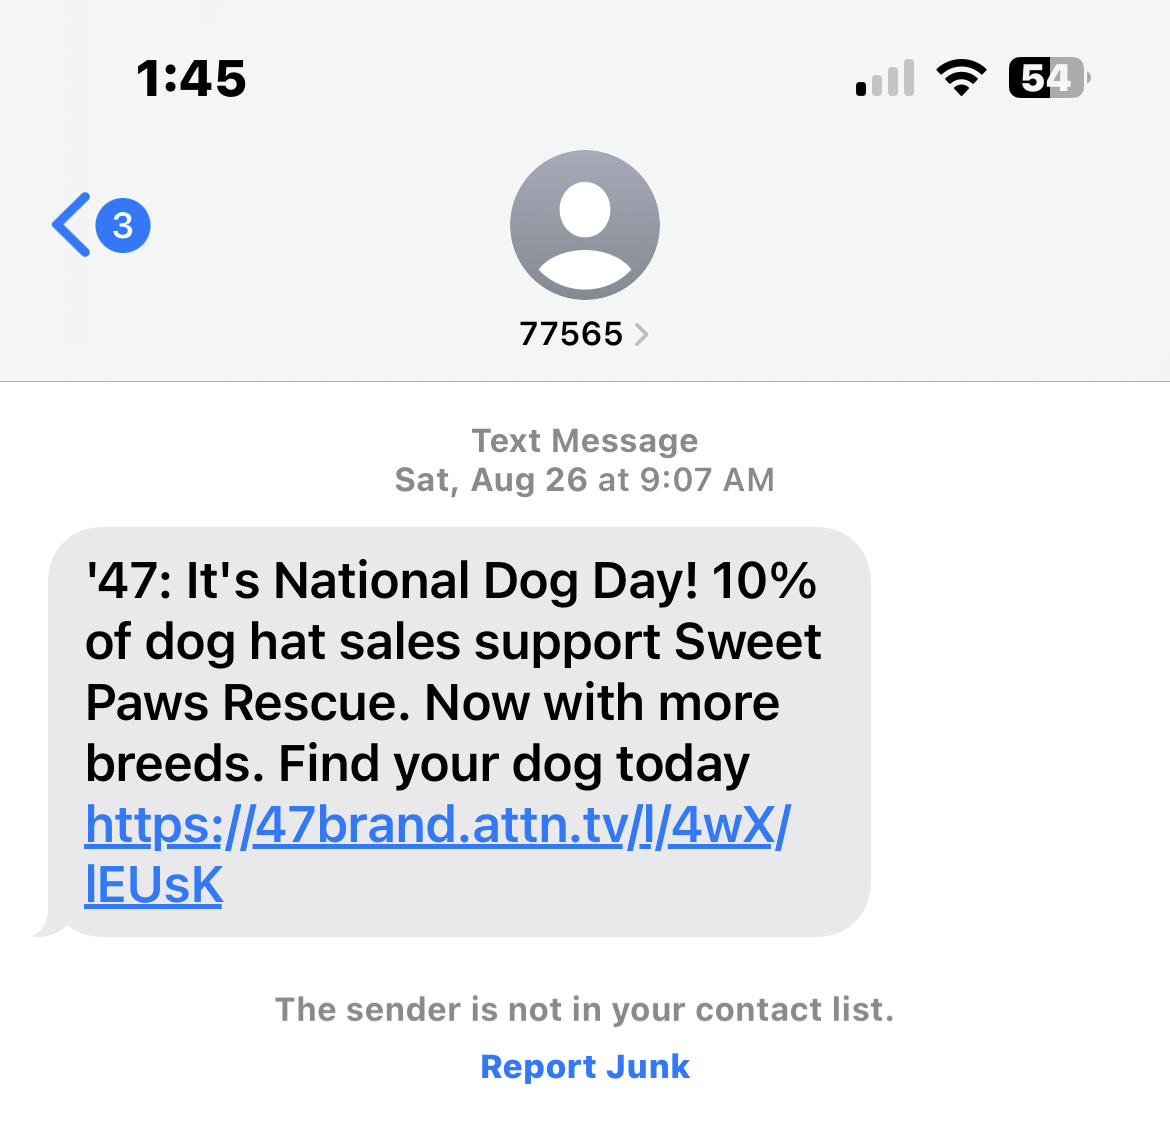 1:45
54
3
77565
Text Message
Sat, Aug 26 at 9:07 AM
'47: It's National Dog Day! 10%
of dog hat sales support Sweet
Paws Rescue. Now with more
breeds. Find your dog today
https://47brand.attn.tv/l/4wX/
lEUsK
The sender is not in your contact list.
Report Junk